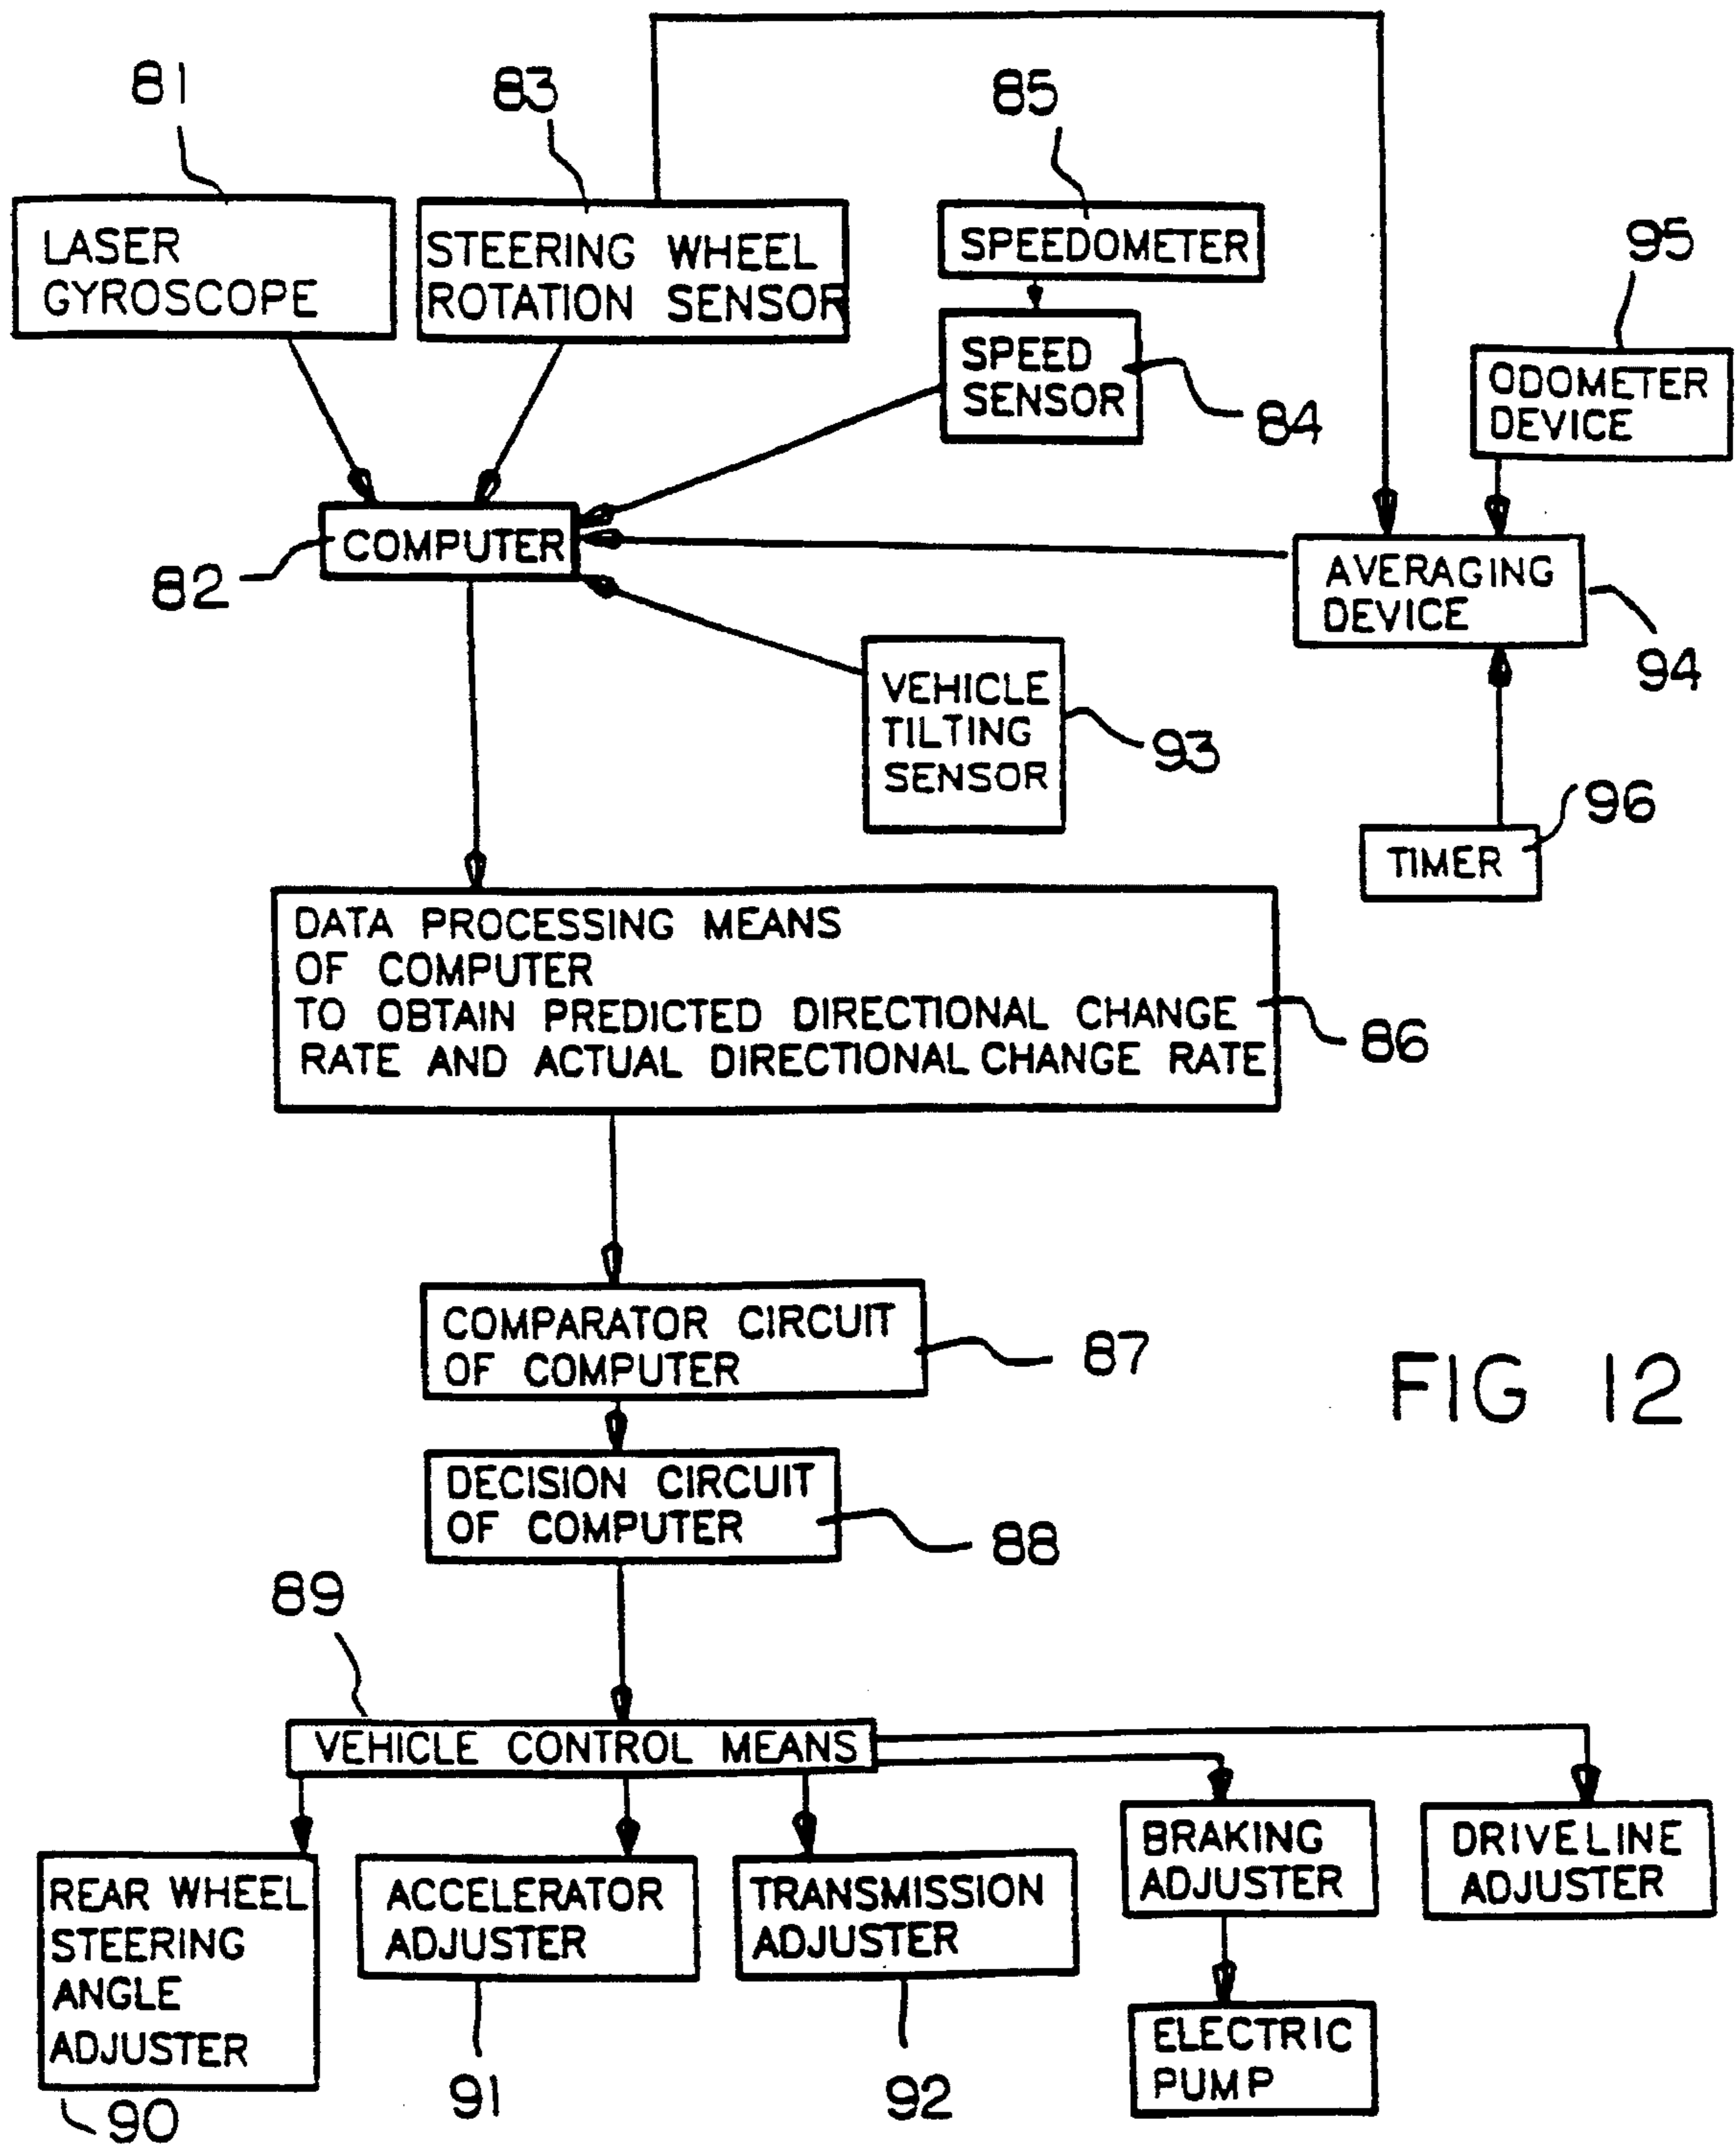 81
83
85
95
LASER
GYROSCOPE
STEERING WHEEL
ROTATION SENSOR
SPEEDOMETER
SPEED
SENSOR
84
ODOMETER
DEVICE
COMPUTER
82
AVERAGING
DEVICE
94
VEHICLE
TILTING
SENSOR
93
96
TIMER
DATA PROCESSING MEANS
OF COMPUTER
TO OBTAIN PREDICTED DIRECTIONAL CHANGE
RATE AND ACTUAL DIRECTIONAL CHANGE RATE
86
COMPARATOR CIRCUIT
OF COMPUTER
87
FIG 12
DECISION CIRCUIT
OF COMPUTER
88
89
VEHICLE CONTROL MEANS
REAR WHEEL
STEERING
ANGLE
ADJUSTER
90
ACCELERATOR
ADJUSTER
91
TRANSMISSION
ADJUSTER
92
BRAKING
ADJUSTER
DRIVELINE
ADJUSTER
ELECTRIC
PUMP